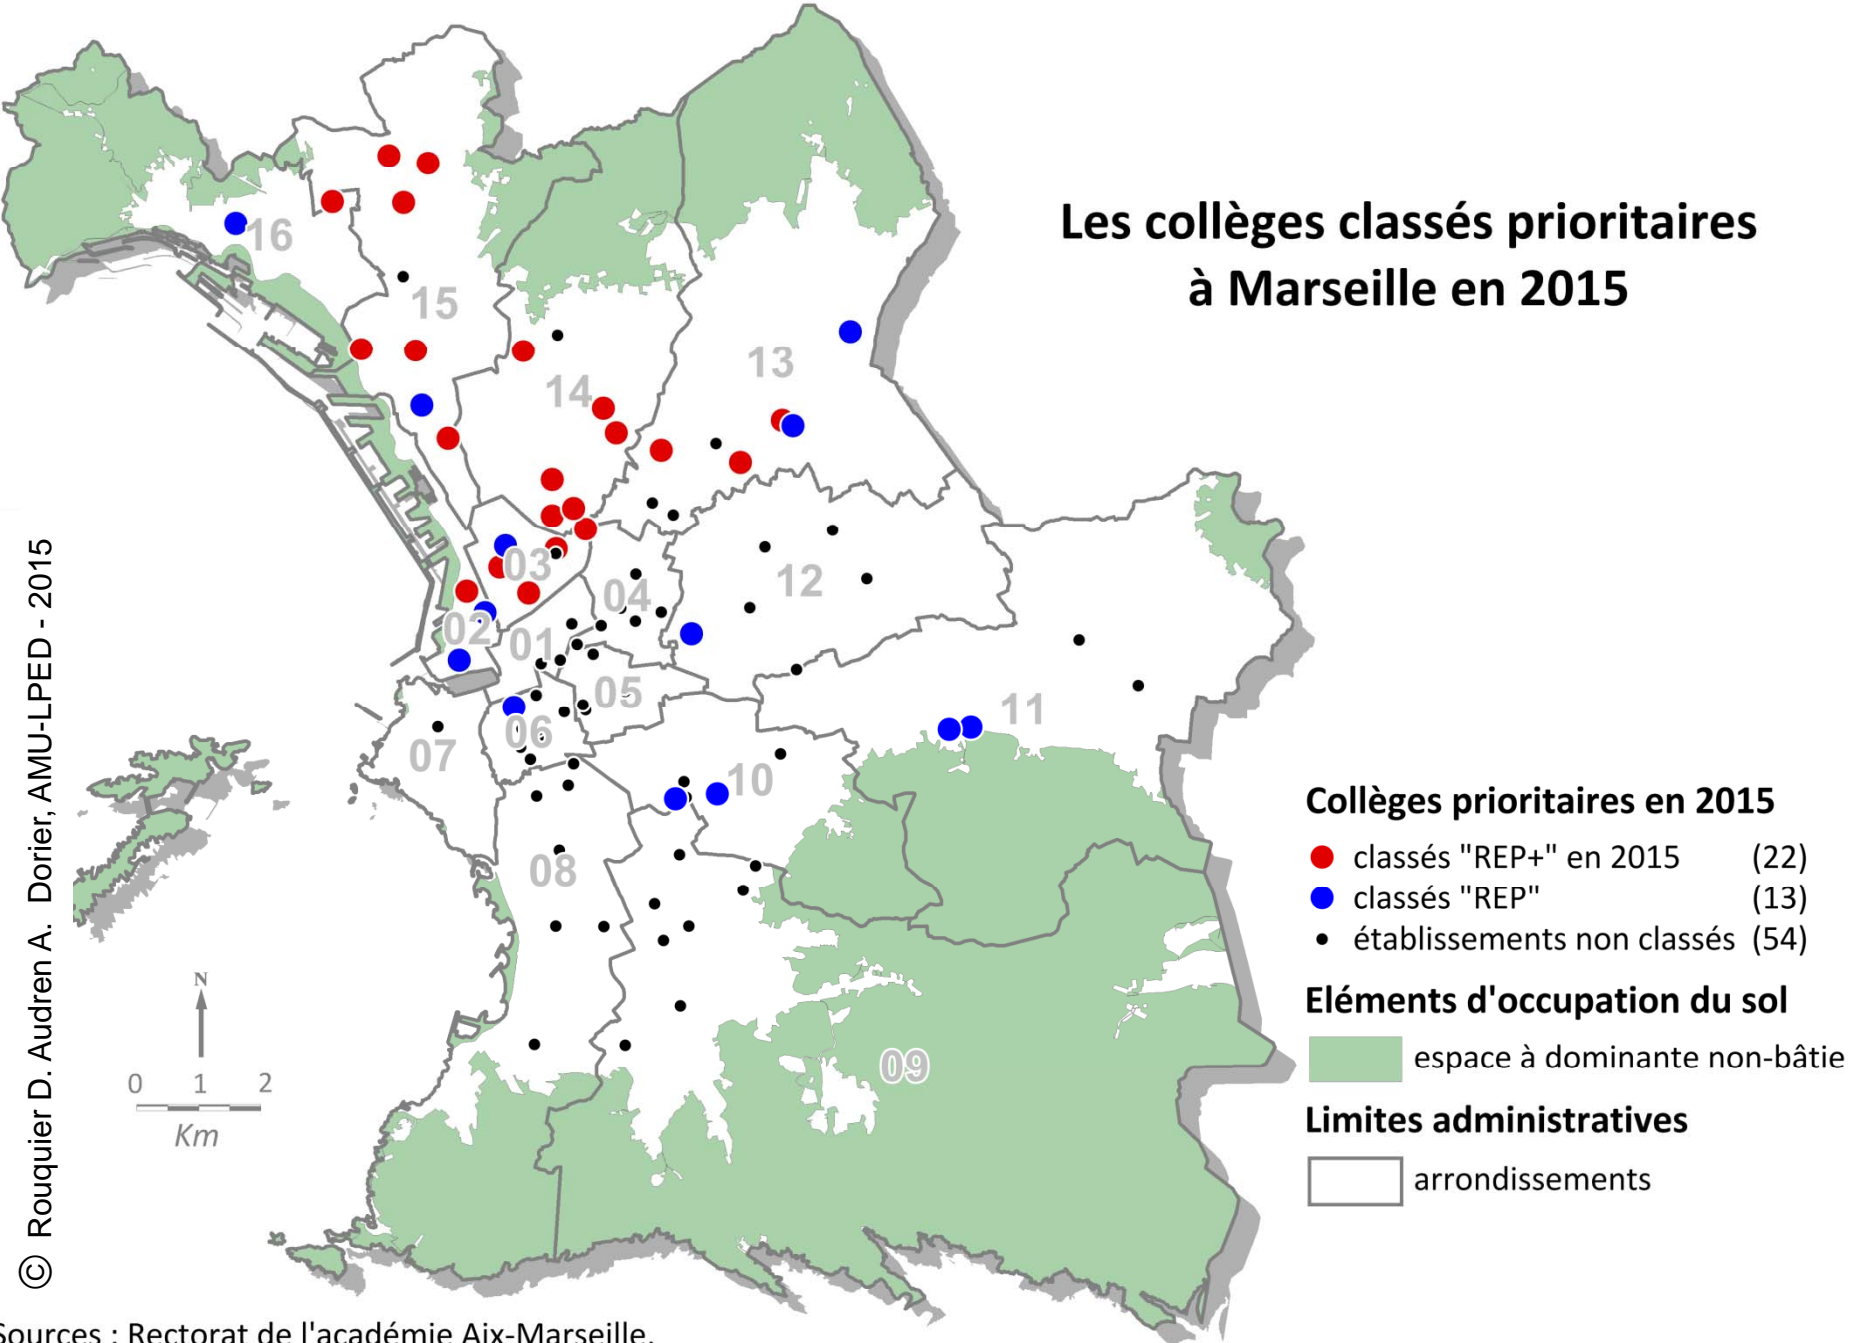 Les collèges classés prioritaires
à Marseille en 2015
16
15
14
13
03
02
01
04
12
05
06
07
11
10
08
09
Collèges prioritaires en 2015
classés "REP+" en 2015 (22)
classés "REP" (13)
établissements non classés (54)
Eléments d'occupation du sol
espace à dominante non-bâtie
Limites administratives
arrondissements
N
0 1 2
Km
© Rouquier D. Audren A. Dorier, AMU-LPED - 2015
Sources : Rectorat de l'académie Aix-Marseille.